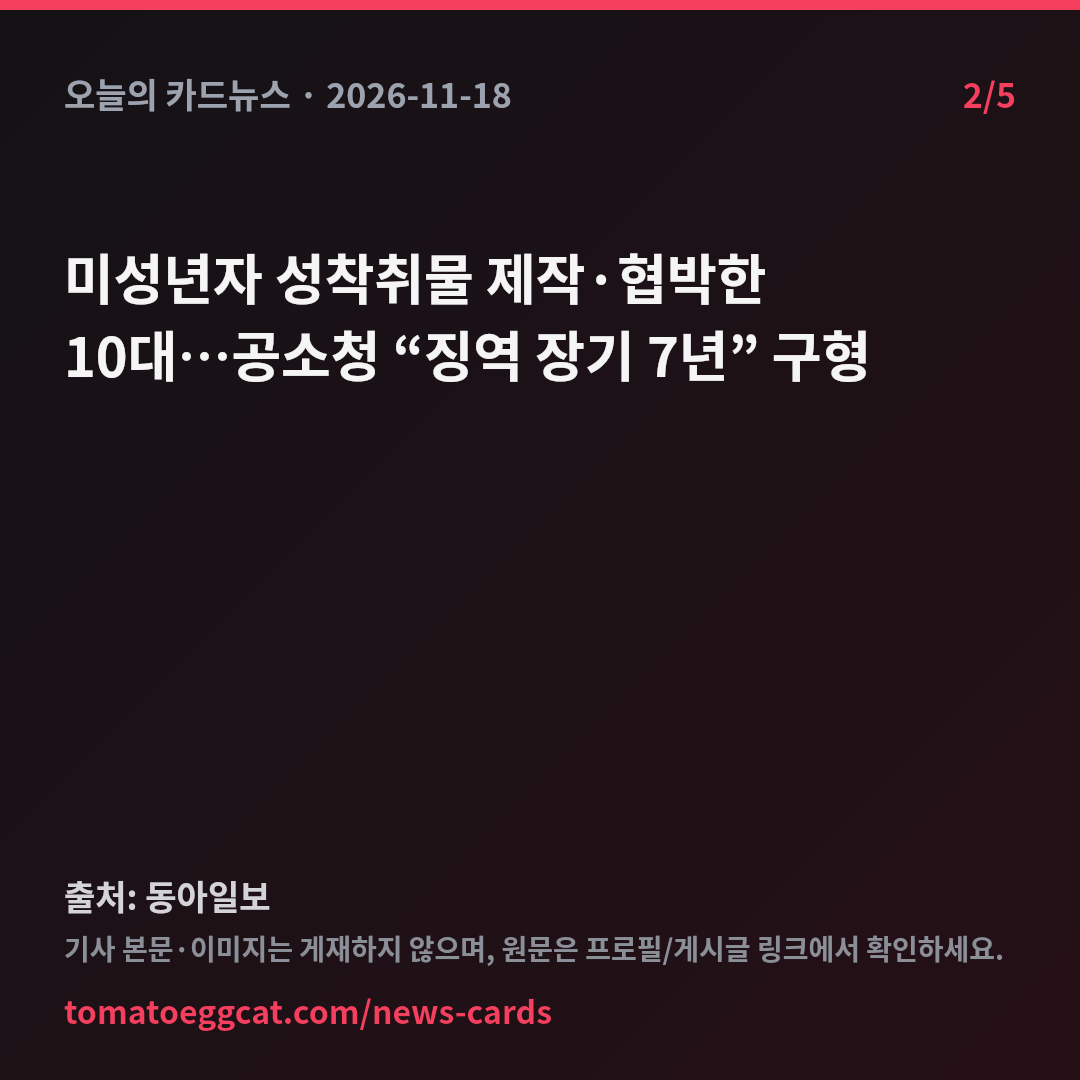 오늘의 카드뉴스 · 2026-11-18
2/5
미성년자 성착취물 제작·협박한
10대…공소청 “징역 장기 7년” 구형
출처: 동아일보
기사 본문·이미지는 게재하지 않으며, 원문은 프로필/게시글 링크에서 확인하세요.
tomatoeggcat.com/news-cards